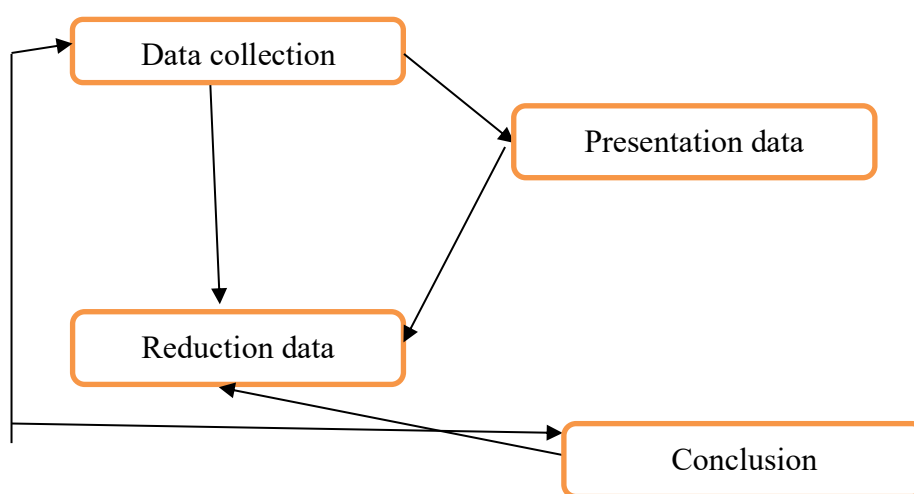 Data collection
Presentation data
Reduction data
Conclusion